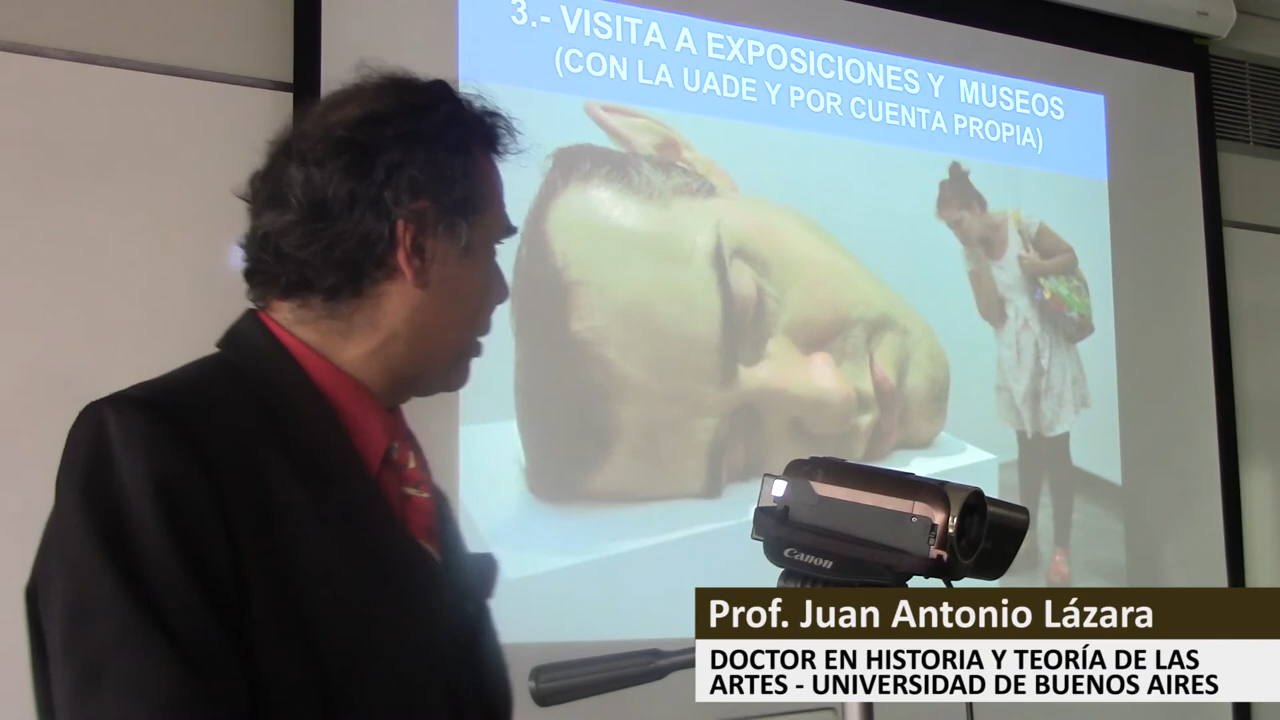 3.- VISITA A EXPOSICIONES Y MUSEOS
(CON LA UADE Y POR CUENTA PROPIA)
Canon
Prof. Juan Antonio Lázara
DOCTOR EN HISTORIA Y TEORÍA DE LAS
ARTES - UNIVERSIDAD DE BUENOS AIRES